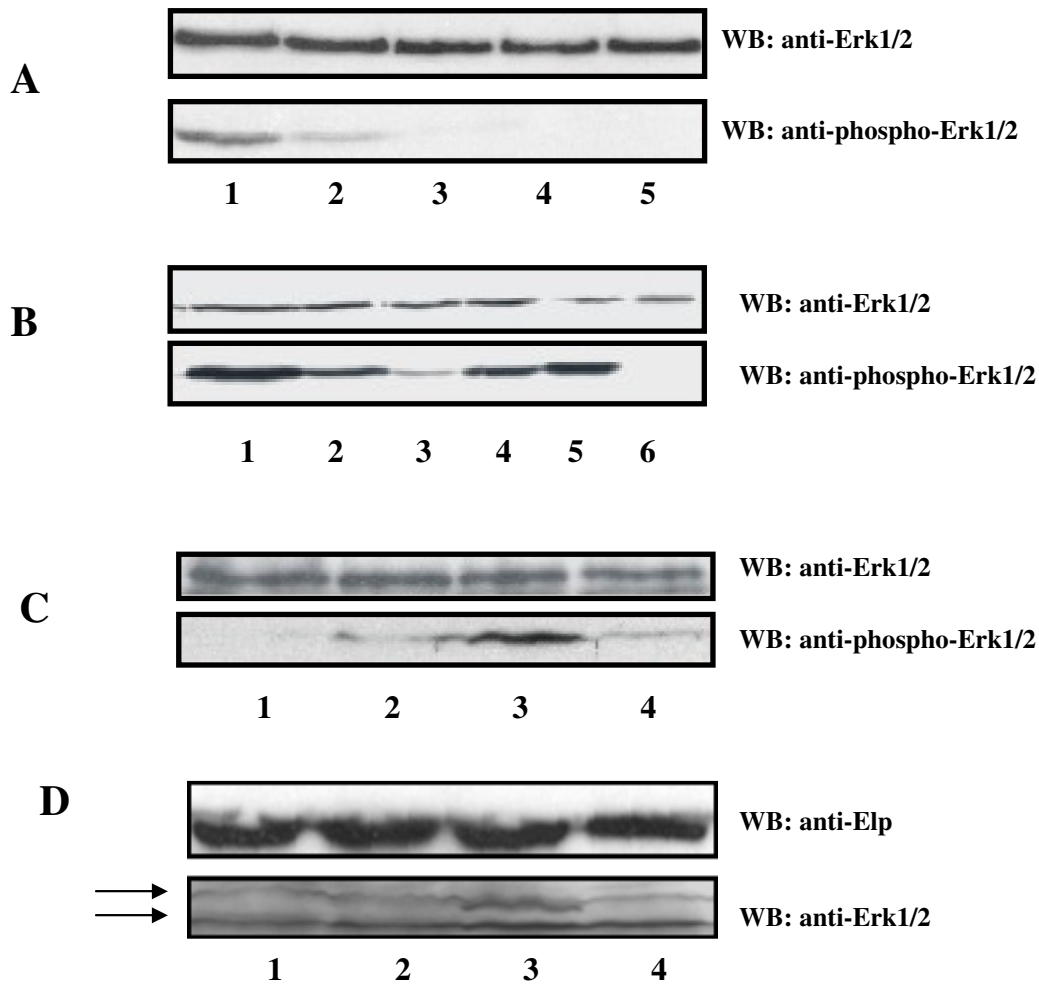 WB: anti-Erk1/2
A
WB: anti-phospho-Erk1/2
1 2 3 4 5
WB: anti-Erk1/2
B
WB: anti-phospho-Erk1/2
1 2 3 4 5 6
WB: anti-Erk1/2
C
WB: anti-phospho-Erk1/2
1 2 3 4
D
WB: anti-Elp
WB: anti-Erk1/2
1 2 3 4